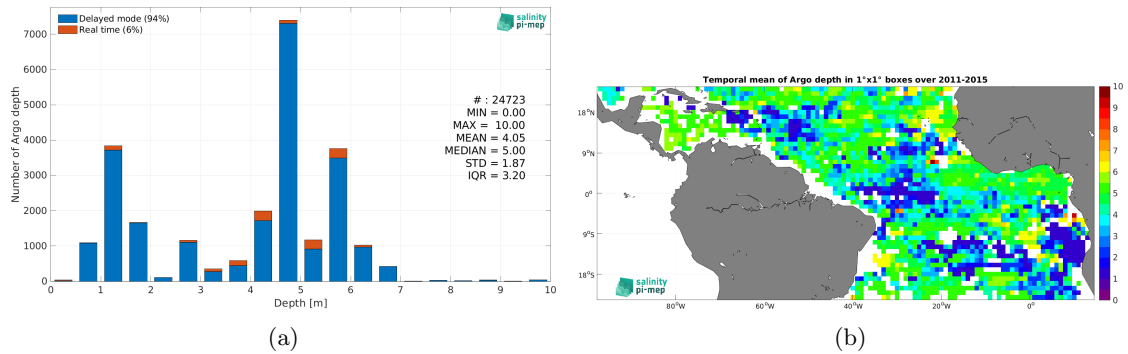 Delayed mode (94%)
Real time (6%)
salinity
pi-mep
# : 24723
MIN = 0.00
MAX = 10.00
MEAN = 4.05
MEDIAN = 5.00
STD = 1.87
IQR = 3.20
Number of Argo depth
7000
6000
5000
4000
3000
2000
1000
0
0 1 2 3 4 5 6 7 8 9 10
Depth [m]
(a)
Temporal mean of Argo depth in 1°x1° boxes over 2011-2015
18°N
9°N
0°
9°S
18°S
80°W 60°W 40°W 20°W 0°
salinity
pi-mep
10
9
8
7
6
5
4
3
2
1
0
(b)